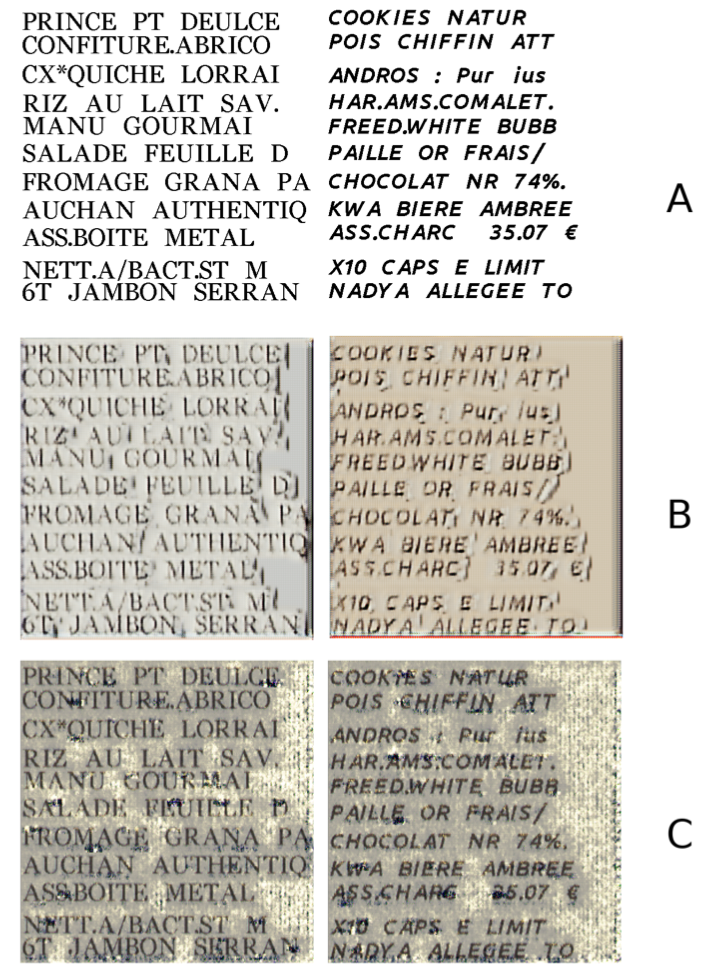 PRINCE PT DEULCE
CONFITURE.ABRICO
CX*QUICHE LORRAI
RIZ AU LAIT SAV.
MANU GOURMAI
SALADE FEUILLE D
FROMAGE GRANA PA
AUCHAN AUTHENTIQ
ASS.BOITE METAL
NETT.A/BACT.ST M
6T JAMBON SERRAN
COOKIES NATUR
POIS CHIFFIN ATT
ANDROS : Pur jus
HAR.AMS.COMALET.
FREED.WHITE BUBB
PAILLE OR FRAIS/
CHOCOLAT NR 74%.
KWA BIERE AMBREE
ASS.CHARC 35.07 €
X10 CAPS E LIMIT
NADYA ALLEGEE TO
A
PRINCE PT DEULCE
CONFITURE.ABRICO
CX*QUICHE LORRAI
RIZ AU LAIT SAV.
MANU GOURMAI
SALADE FEUILLE D
FROMAGE GRANA PA
AUCHAN AUTHENTIQ
ASS.BOITE METAL
NETT.A/BACT.ST M
6T JAMBON SERRAN
COOKIES NATUR
POIS CHIFFIN ATT
ANDROS : Pur jus
HAR.AMS.COMALET.
FREED.WHITE BUBB
PAILLE OR FRAIS/
CHOCOLAT NR 74%.
KWA BIERE AMBREE
ASS.CHARC 35.07 €
X10 CAPS E LIMIT
NADYA ALLEGEE TO
B
PRINCE PT DEULCE
CONFITURE.ABRICO
CX*QUICHE LORRAI
RIZ AU LAIT SAV.
MANU GOURMAI
SALADE FEUILLE D
FROMAGE GRANA PA
AUCHAN AUTHENTIQ
ASS.BOITE METAL
NETT.A/BACT.ST M
6T JAMBON SERRAN
COOKIES NATUR
POIS CHIFFIN ATT
ANDROS : Pur jus
HAR.AMS.COMALET.
FREED.WHITE BUBB
PAILLE OR FRAIS/
CHOCOLAT NR 74%.
KWA BIERE AMBREE
ASS.CHARC 35.07 €
X10 CAPS E LIMIT
NADYA ALLEGEE TO
C